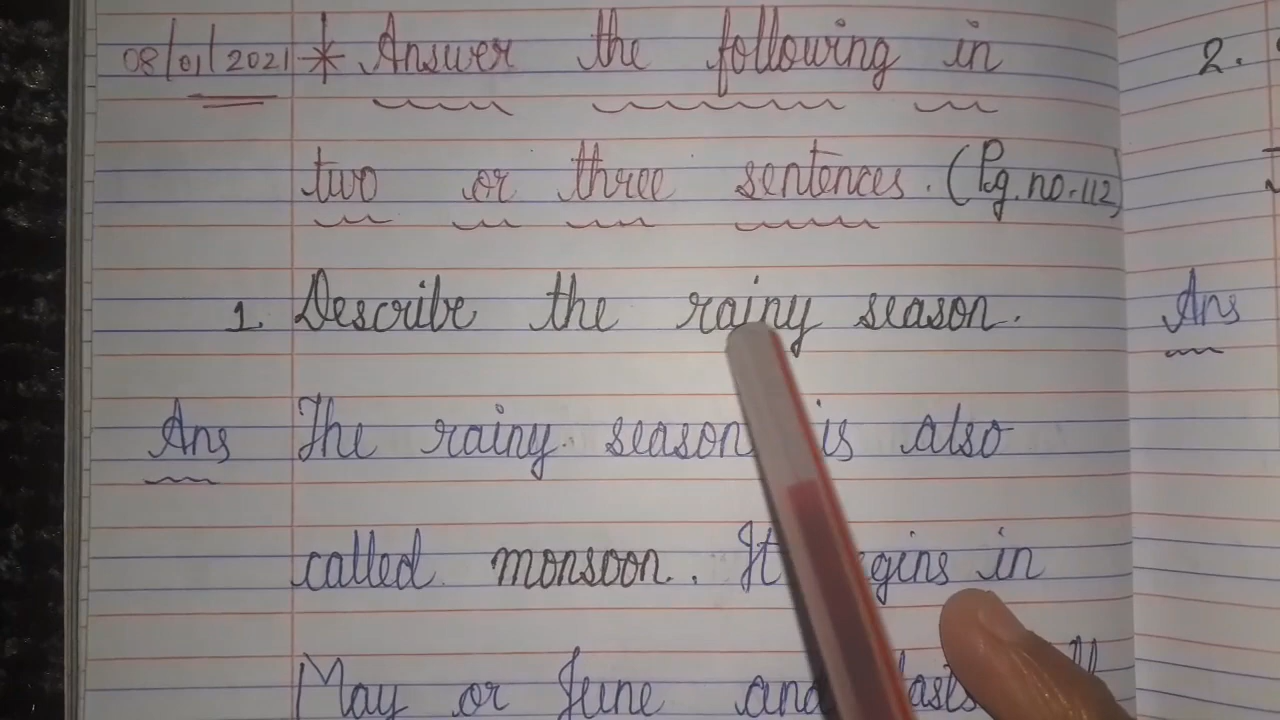 08/01/2021 * Answer the following in
two or three sentences. (Pg. no. 112)
1. Describe the rainy season.
Ans The rainy season is also
called monsoon. It in
May or June and lasts
2.
Ans